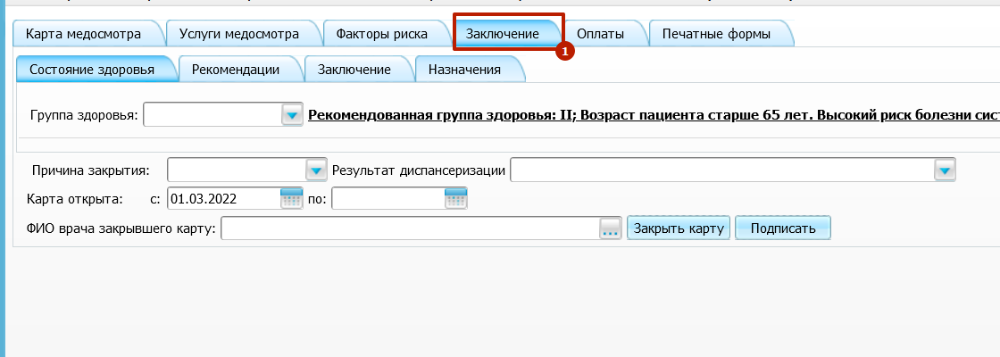 Карта медосмотра Услуги медосмотра Факторы риска Заключение Оплаты Печатные формы
1
Состояние здоровья Рекомендации Заключение Назначения
Группа здоровья: Рекомендованная группа здоровья: II; Возраст пациента старше 65 лет. Высокий риск болезни сист
Причина закрытия: Результат диспансеризации
Карта открыта: с: 01.03.2022 по:
ФИО врача закрывшего карту: ... Закрыть карту Подписать